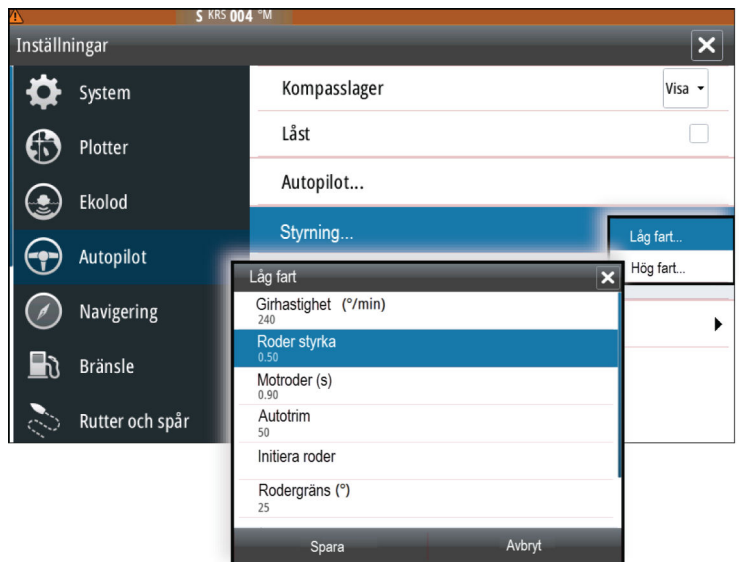 S KRS 004 °M
Inställningar
System
Plotter
Ekolod
Autopilot
Navigering
Bränsle
Rutter och spår
Kompasslager
Visa
Låst
Autopilot...
Styrning...
Låg fart...
Hög fart...
Låg fart
Girhastighet (°/min)
240
Roder styrka
0.50
Motroder (s)
0.90
Autotrim
50
Initiera roder
Rodergräns (°)
25
Spara
Avbryt